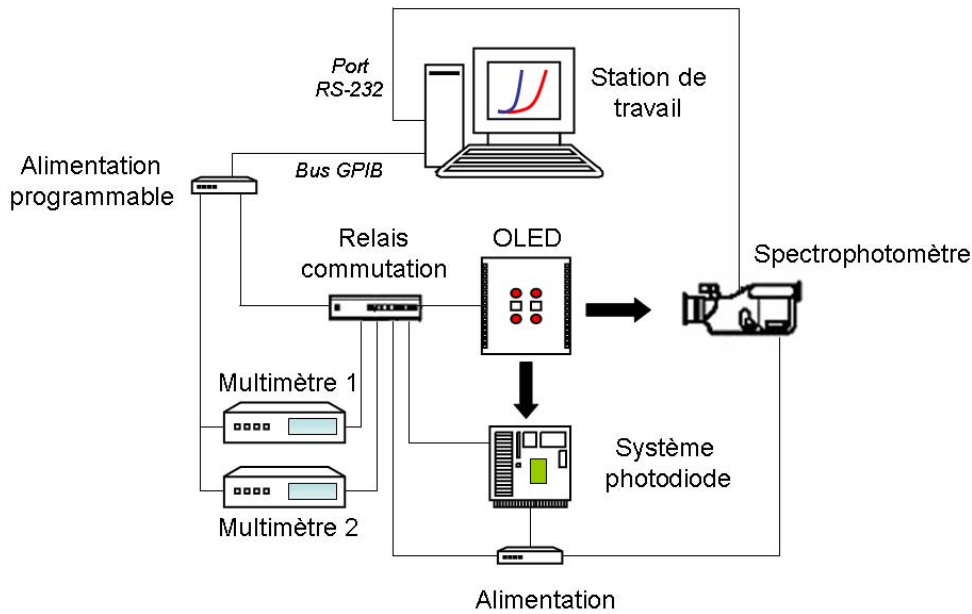 Port
RS-232
Station de
travail
Bus GPIB
Alimentation
programmable
Relais
commutation
OLED
Spectrophotomètre
Multimètre 1
Système
photodiode
Multimètre 2
Alimentation